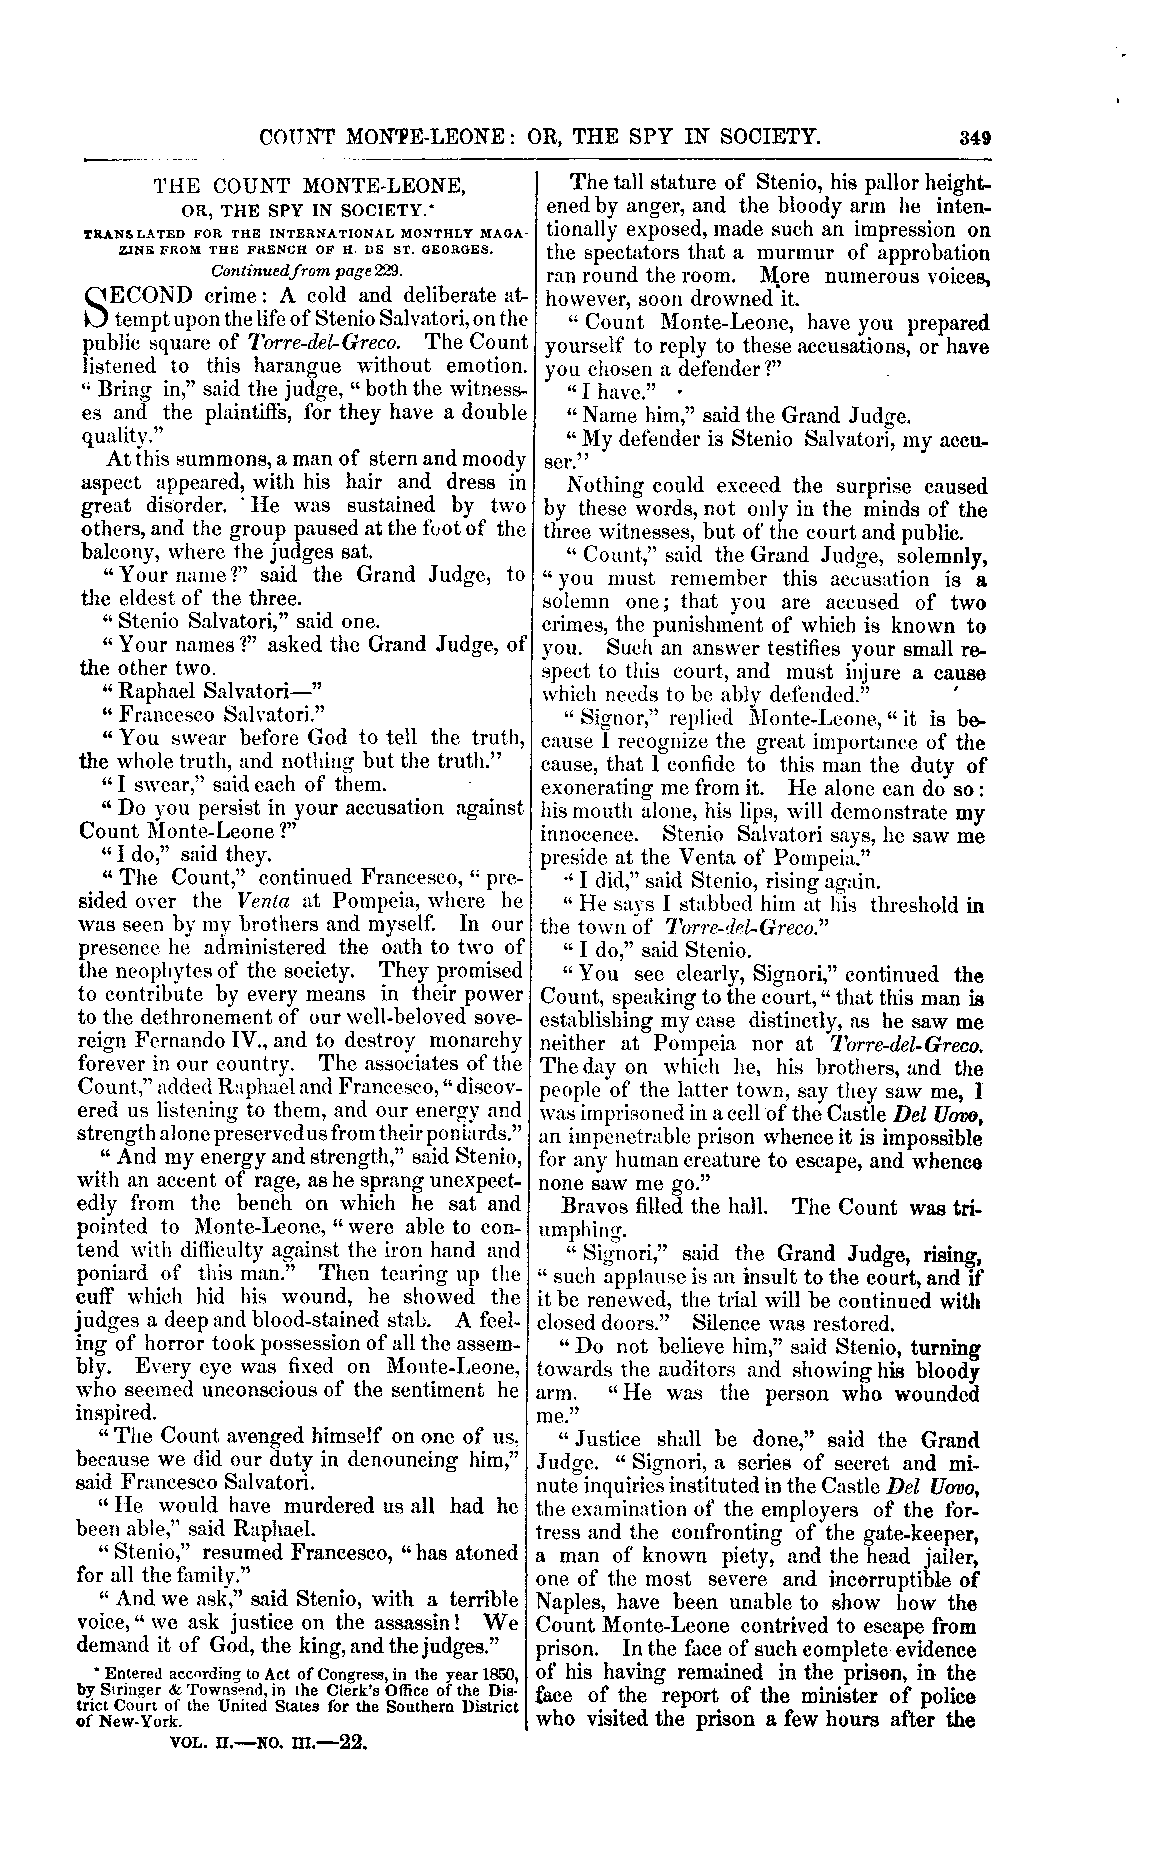 COUNT MONTE-LEONE: OR, THE SPY IN SOCIETY. 349
THE COUNT MONTE-LEONE,
OR, THE SPY IN SOCIETY.*
TRANSLATED FOR THE INTERNATIONAL MONTHLY MAGA-
ZINE FROM THE FRENCH OF H. DE ST. GEORGES.
Continued from page 229.
SECOND crime: A cold and deliberate at-
tempt upon the life of Stenio Salvatori, on the
public square of Torre-del-Greco. The Count
listened to this harangue without emotion.
“Bring in,” said the judge, “both the witness-
es and the plaintiffs, for they have a double
quality.”
At this summons, a man of stern and moody
aspect appeared, with his hair and dress in
great disorder. He was sustained by two
others, and the group paused at the foot of the
balcony, where the judges sat.
“Your name?” said the Grand Judge, to
the eldest of the three.
“Stenio Salvatori,” said one.
“Your names?” asked the Grand Judge, of
the other two.
“Raphael Salvatori—”
“Francesco Salvatori.”
“You swear before God to tell the truth,
the whole truth, and nothing but the truth.”
“I swear,” said each of them.
“Do you persist in your accusation against
Count Monte-Leone?”
“I do,” said they.
“The Count,” continued Francesco, “pre-
sided over the Venta at Pompeia, where he
was seen by my brothers and myself. In our
presence he administered the oath to two of
the neophytes of the society. They promised
to contribute by every means in their power
to the dethronement of our well-beloved sove-
reign Fernando IV., and to destroy monarchy
forever in our country. The associates of the
Count,” added Raphael and Francesco, “discov-
ered us listening to them, and our energy and
strength alone preserved us from their poniards.”
“And my energy and strength,” said Stenio,
with an accent of rage, as he sprang unexpect-
edly from the bench on which he sat and
pointed to Monte-Leone, “were able to con-
tend with difficulty against the iron hand and
poniard of this man.” Then tearing up the
cuff which hid his wound, he showed the
judges a deep and blood-stained stab. A feel-
ing of horror took possession of all the assem-
bly. Every eye was fixed on Monte-Leone,
who seemed unconscious of the sentiment he
inspired.
“The Count avenged himself on one of us,
because we did our duty in denouncing him,”
said Francesco Salvatori.
“He would have murdered us all had he
been able,” said Raphael.
“Stenio,” resumed Francesco, “has atoned
for all the family.”
“And we ask,” said Stenio, with a terrible
voice, “we ask justice on the assassin! We
demand it of God, the king, and the judges.”
* Entered according to Act of Congress, in the year 1850,
by Stringer & Townsend, in the Clerk's Office of the Dis-
trict Court of the United States for the Southern District
of New-York.
VOL. II.—NO. III.—22.
The tall stature of Stenio, his pallor height-
ened by anger, and the bloody arm he inten-
tionally exposed, made such an impression on
the spectators that a murmur of approbation
ran round the room. More numerous voices,
however, soon drowned it.
“Count Monte-Leone, have you prepared
yourself to reply to these accusations, or have
you chosen a defender?”
“I have.”
“Name him,” said the Grand Judge.
“My defender is Stenio Salvatori, my accu-
ser.”
Nothing could exceed the surprise caused
by these words, not only in the minds of the
three witnesses, but of the court and public.
“Count,” said the Grand Judge, solemnly,
“you must remember this accusation is a
solemn one; that you are accused of two
crimes, the punishment of which is known to
you. Such an answer testifies your small re-
spect to this court, and must injure a cause
which needs to be ably defended.”
“Signor,” replied Monte-Leone, “it is be-
cause I recognize the great importance of the
cause, that I confide to this man the duty of
exonerating me from it. He alone can do so:
his mouth alone, his lips, will demonstrate my
innocence. Stenio Salvatori says, he saw me
preside at the Venta of Pompeia.”
“I did,” said Stenio, rising again.
“He says I stabbed him at his threshold in
the town of Torre-del-Greco.”
“I do,” said Stenio.
“You see clearly, Signori,” continued the
Count, speaking to the court, “that this man is
establishing my case distinctly, as he saw me
neither at Pompeia nor at Torre-del-Greco.
The day on which he, his brothers, and the
people of the latter town, say they saw me, I
was imprisoned in a cell of the Castle Del Uovo,
an impenetrable prison whence it is impossible
for any human creature to escape, and whence
none saw me go.”
Bravos filled the hall. The Count was tri-
umphing.
“Signori,” said the Grand Judge, rising,
“such applause is an insult to the court, and if
it be renewed, the trial will be continued with
closed doors.” Silence was restored.
“Do not believe him,” said Stenio, turning
towards the auditors and showing his bloody
arm. “He was the person who wounded
me.”
“Justice shall be done,” said the Grand
Judge. “Signori, a series of secret and mi-
nute inquiries instituted in the Castle Del Uovo,
the examination of the employers of the for-
tress and the confronting of the gate-keeper,
a man of known piety, and the head jailer,
one of the most severe and incorruptible of
Naples, have been unable to show how the
Count Monte-Leone contrived to escape from
prison. In the face of such complete evidence
of his having remained in the prison, in the
face of the report of the minister of police
who visited the prison a few hours after the